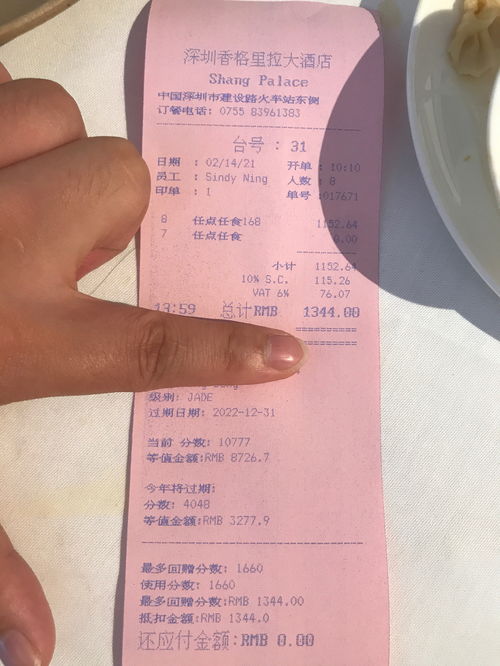 深圳香格里拉大酒店
Shang Palace
中国深圳市建设路火车站东侧
订餐电话: 0755 83961383
台号 : 31
日期 : 02/14/21 开单 : 10:10
员工 : Sindy Ning 人数 : 8
印单 : 1 单号 :017671
8 任点任食168 1152.64
7 任点任食 0.00
小计 1152.64
10% S.C. 115.26
VAT 6% 76.07
13:59 总计RMB 1344.00
级别: JADE
过期日期: 2022-12-31
当前 分数: 10777
等值金额:RMB 8726.7
今年将过期:
分数: 4048
等值金额:RMB 3277.9
最多回赠分数: 1660
使用分数: 1660
最多回赠分数:RMB 1344.00
抵扣金额:RMB 1344.0
还应付金额:RMB 0.00